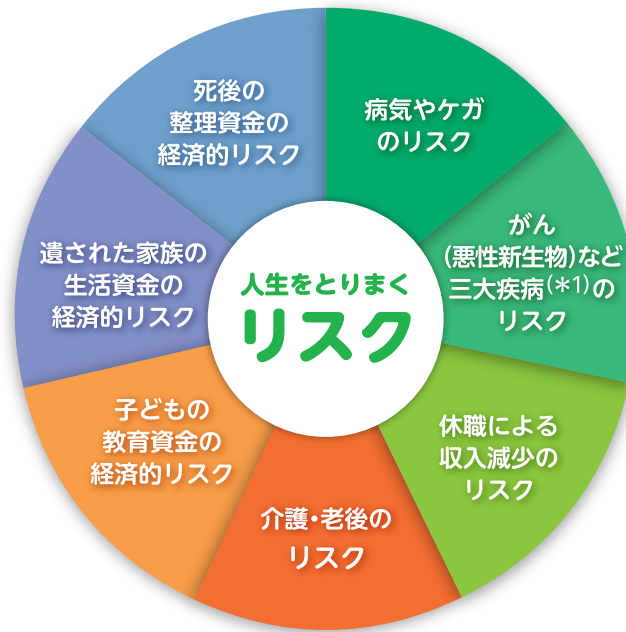 人生をとりまく
リスク
病気やケガ
のリスク
がん
(悪性新生物)など
三大疾病(*1)の
リスク
休職による
収入減少の
リスク
介護・老後の
リスク
子どもの
教育資金の
経済的リスク
遺された家族の
生活資金の
経済的リスク
死後の
整理資金の
経済的リスク